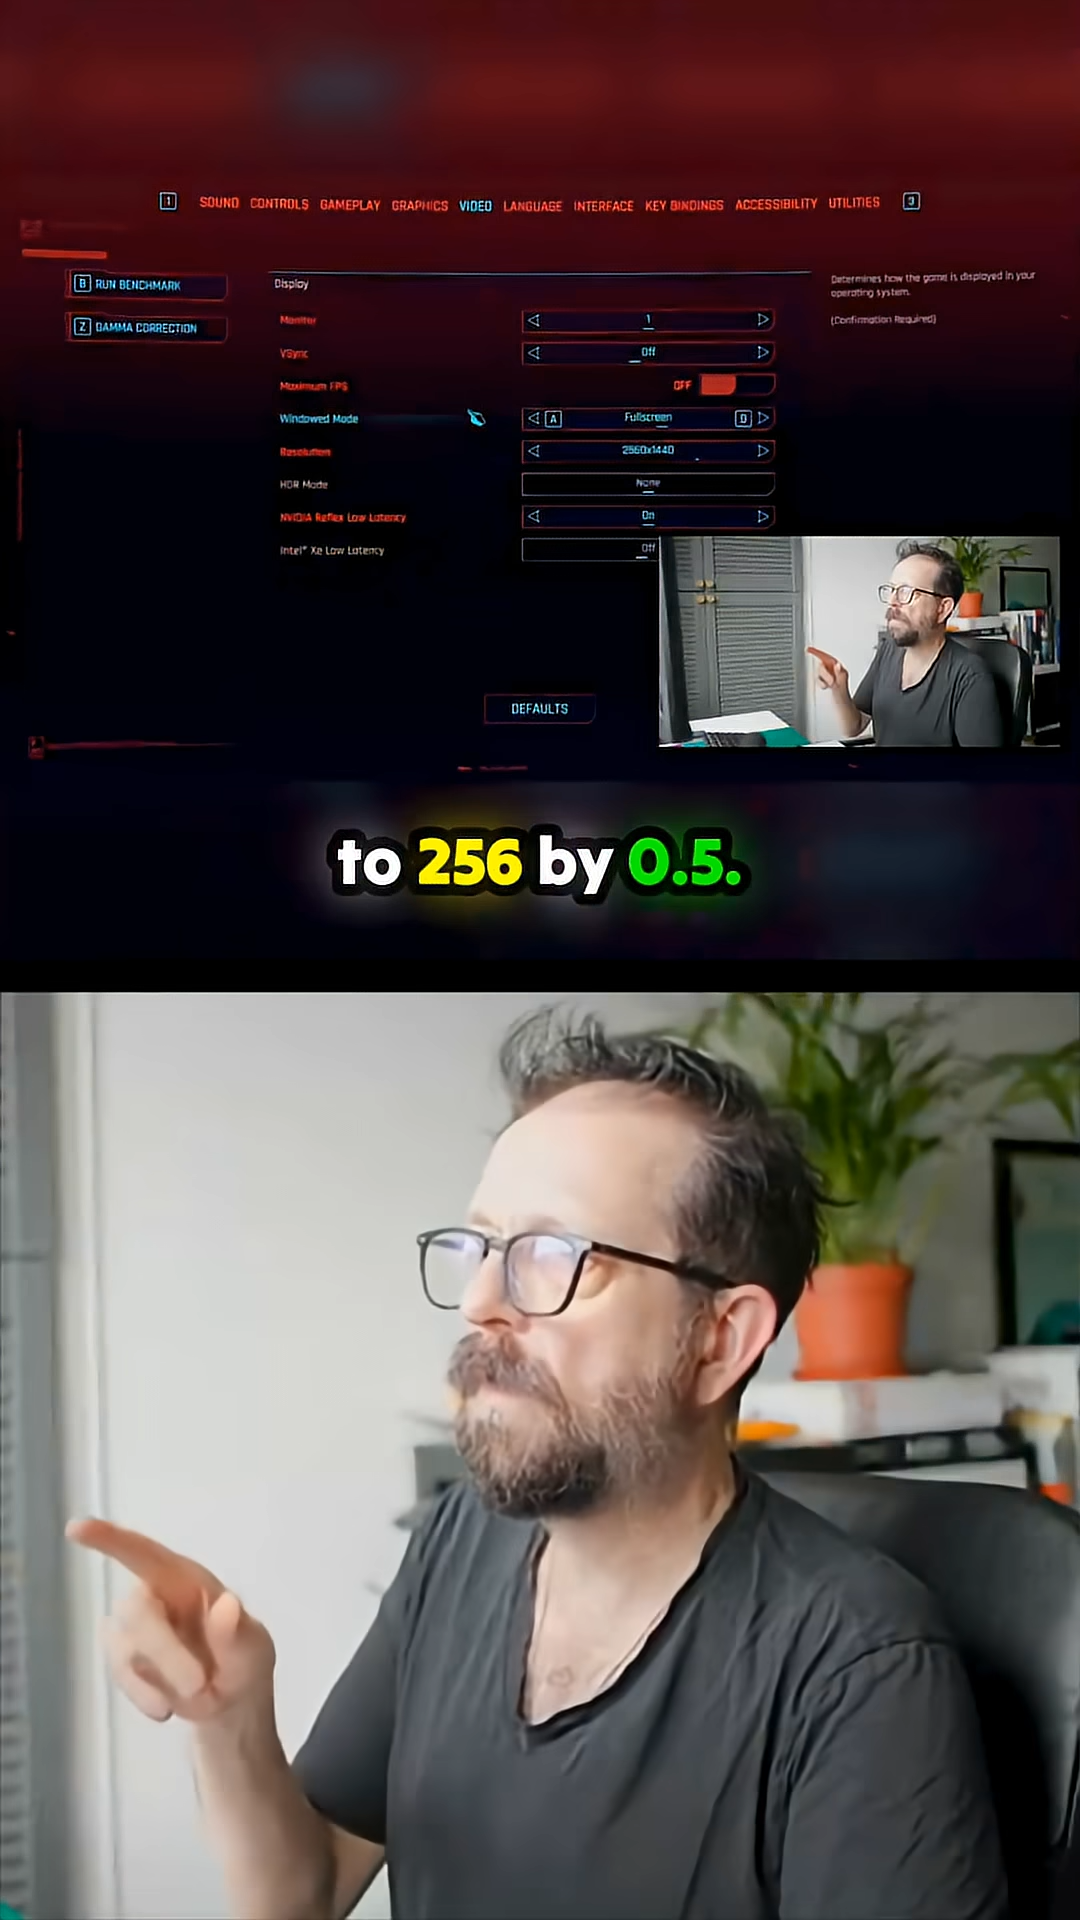 1 SOUND CONTROLS GAMEPLAY GRAPHICS VIDEO LANGUAGE INTERFACE KEY BINDINGS ACCESSIBILITY UTILITIES 3
B RUN BENCHMARK
Z GAMMA CORRECTION
Display
Monitor 1
VSync Off
Maximum FPS OFF
Windowed Mode A Fullscreen D
Resolution 2560x1440
HDR Mode None
NVIDIA Reflex Low Latency On
Intel® Xe Low Latency Off
Determines how the game is displayed in your
operating system.
(Confirmation Required)
DEFAULTS
to 256 by 0.5.